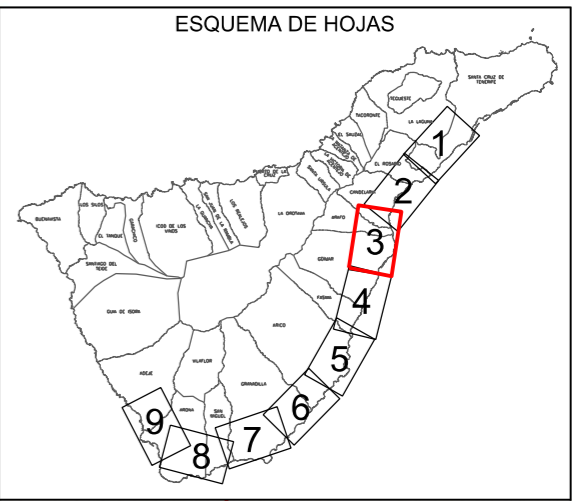 ESQUEMA DE HOJAS
SANTA CRUZ DE
TENERIFE
TEGUESTE
TACORONTE
LA LAGUNA
EL SAUZAL
EL ROSARIO
PUERTO DE LA
CRUZ
SANTA URSULA
CANDELARIA
LOS REALEJOS
SAN JUAN DE LA RAMBLA
LA GUANCHA
LOS SILOS
BUENAVISTA
GARACHICO
EL TANQUE
ICOD DE LOS
VINOS
LA OROTAVA
ARAFO
SANTIAGO DEL
TEIDE
GÜIMAR
FASNIA
GUIA DE ISORA
ARICO
VILAFLOR
ADEJE
GRANADILLA
ARONA
SAN
MIGUEL
1
2
3
4
5
6
7
8
9